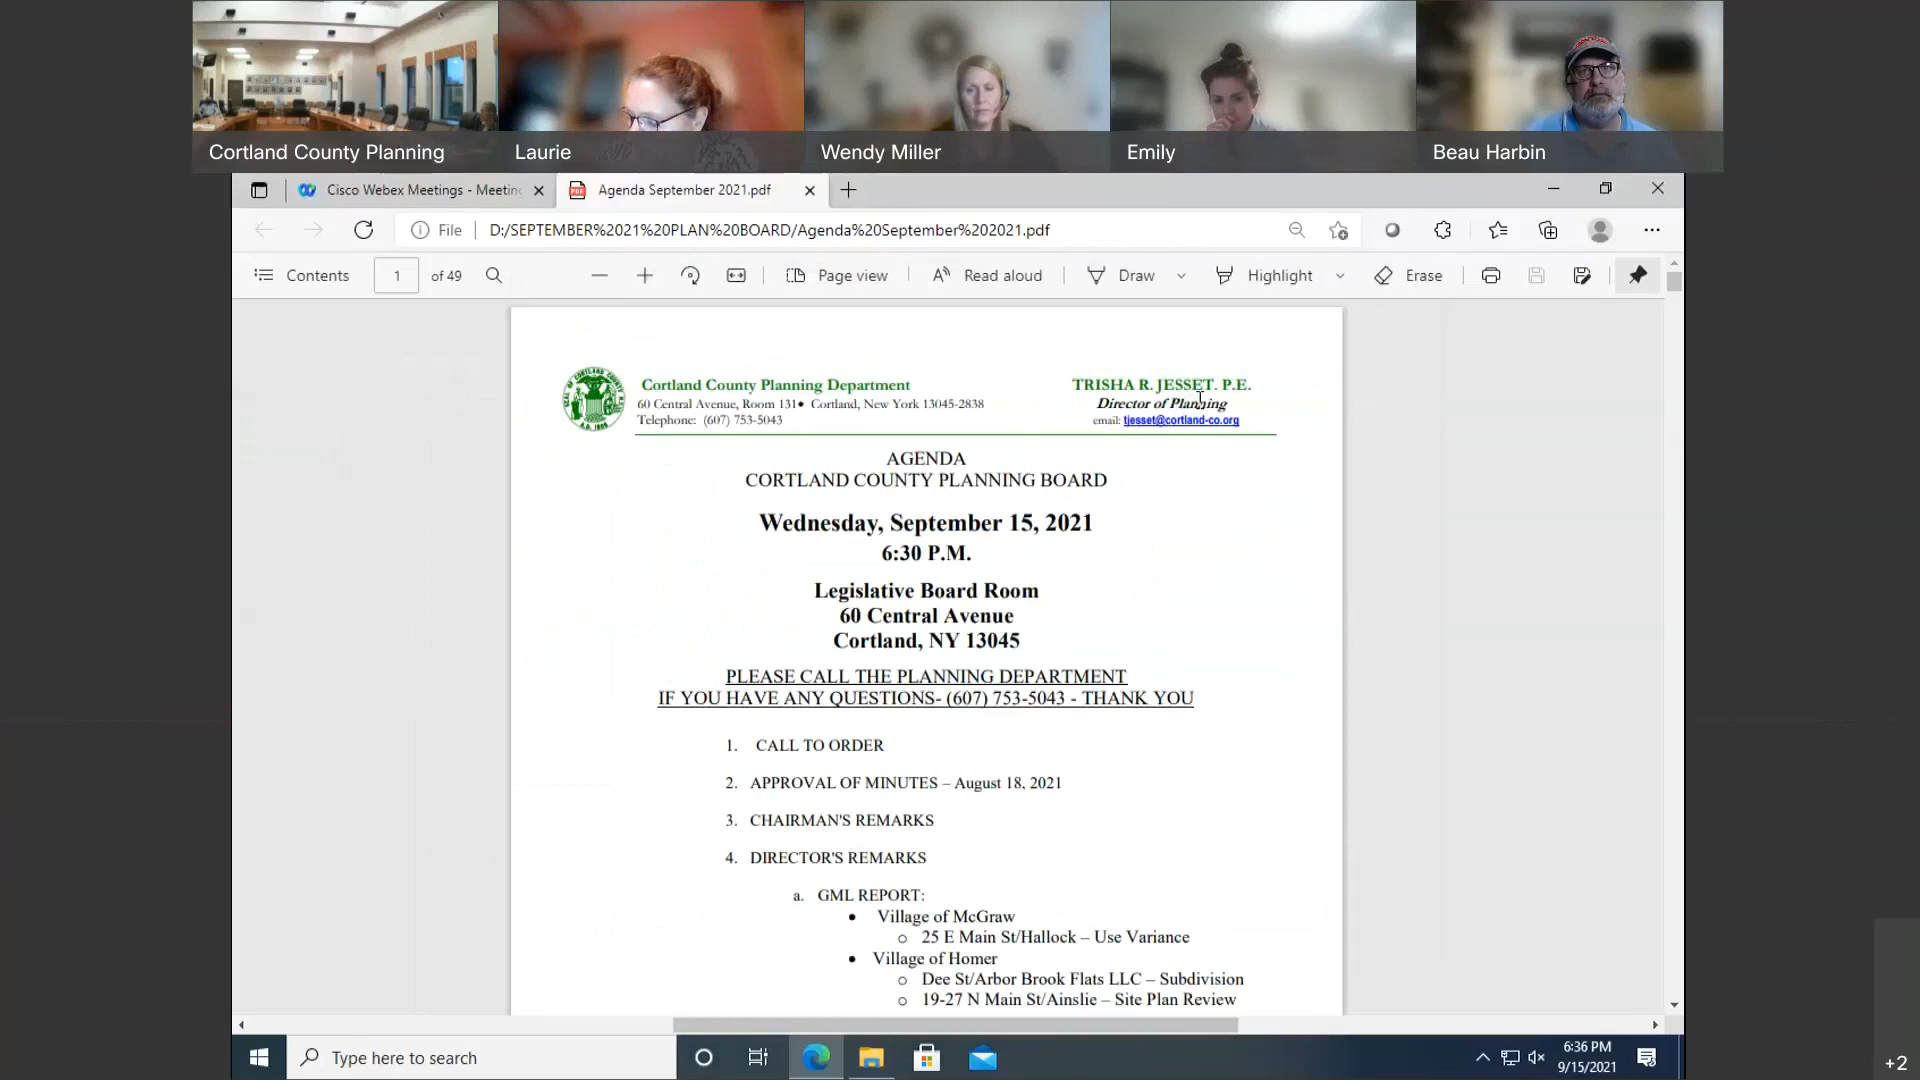 Cortland County Planning
Laurie
Wendy Miller
Emily
Beau Harbin
Cisco Webex Meetings - Meeting
Agenda September 2021.pdf
File
D:/SEPTEMBER%2021%20PLAN%20BOARD/Agenda%20September%202021.pdf
Contents
1
of 49
Page view
Read aloud
Draw
Highlight
Erase
Cortland County Planning Department
60 Central Avenue, Room 131● Cortland, New York 13045-2838
Telephone: (607) 753-5043
TRISHA R. JESSET. P.E.
Director of Planning
email: tjesset@cortland-co.org
AGENDA
CORTLAND COUNTY PLANNING BOARD
Wednesday, September 15, 2021
6:30 P.M.
Legislative Board Room
60 Central Avenue
Cortland, NY 13045
PLEASE CALL THE PLANNING DEPARTMENT
IF YOU HAVE ANY QUESTIONS- (607) 753-5043 - THANK YOU
1. CALL TO ORDER
2. APPROVAL OF MINUTES – August 18, 2021
3. CHAIRMAN'S REMARKS
4. DIRECTOR'S REMARKS
a. GML REPORT:
• Village of McGraw
o 25 E Main St/Hallock – Use Variance
• Village of Homer
o Dee St/Arbor Brook Flats LLC – Subdivision
o 19-27 N Main St/Ainslie – Site Plan Review
Type here to search
6:36 PM
9/15/2021
+2